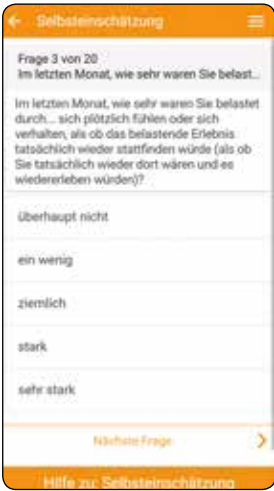 Selbsteinschätzung
Frage 3 von 20
Im letzten Monat, wie sehr waren Sie belast...
Im letzten Monat, wie sehr waren Sie belastet
durch... sich plötzlich fühlen oder sich
verhalten, als ob das belastende Erlebnis
tatsächlich wieder stattfinden würde (als ob
Sie tatsächlich wieder dort wären und es
wiedererleben würden)?
überhaupt nicht
ein wenig
ziemlich
stark
sehr stark
Nächste Frage
Hilfe zu: Selbsteinschätzung